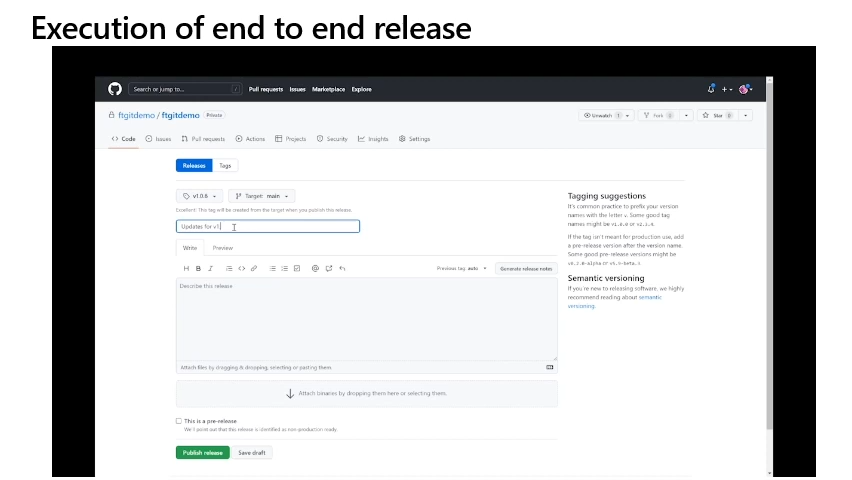 Execution of end to end release
Search or jump to... /
Pull requests Issues Marketplace Explore
ftgitdemo / ftgitdemo Private
Unwatch 1 Fork 0 Star 0
Code Issues Pull requests Actions Projects Security Insights Settings
Releases Tags
v1.0.6 Target: main
Excellent! This tag will be created from the target when you publish this release.
Updates for v1
Write Preview
Previous tag: auto Generate release notes
Describe this release
Attach files by dragging & dropping, selecting or pasting them.
Attach binaries by dropping them here or selecting them.
This is a pre-release
We'll point out that this release is identified as non-production ready.
Publish release Save draft
Tagging suggestions
It's common practice to prefix your version
names with the letter v. Some good tag
names might be v1.0.0 or v2.3.4.
If the tag isn't meant for production use, add
a pre-release version after the version name.
Some good pre-release versions might be
v0.2.0-alpha or v5.9-beta.3.
Semantic versioning
If you're new to releasing software, we highly
recommend reading about semantic
versioning.